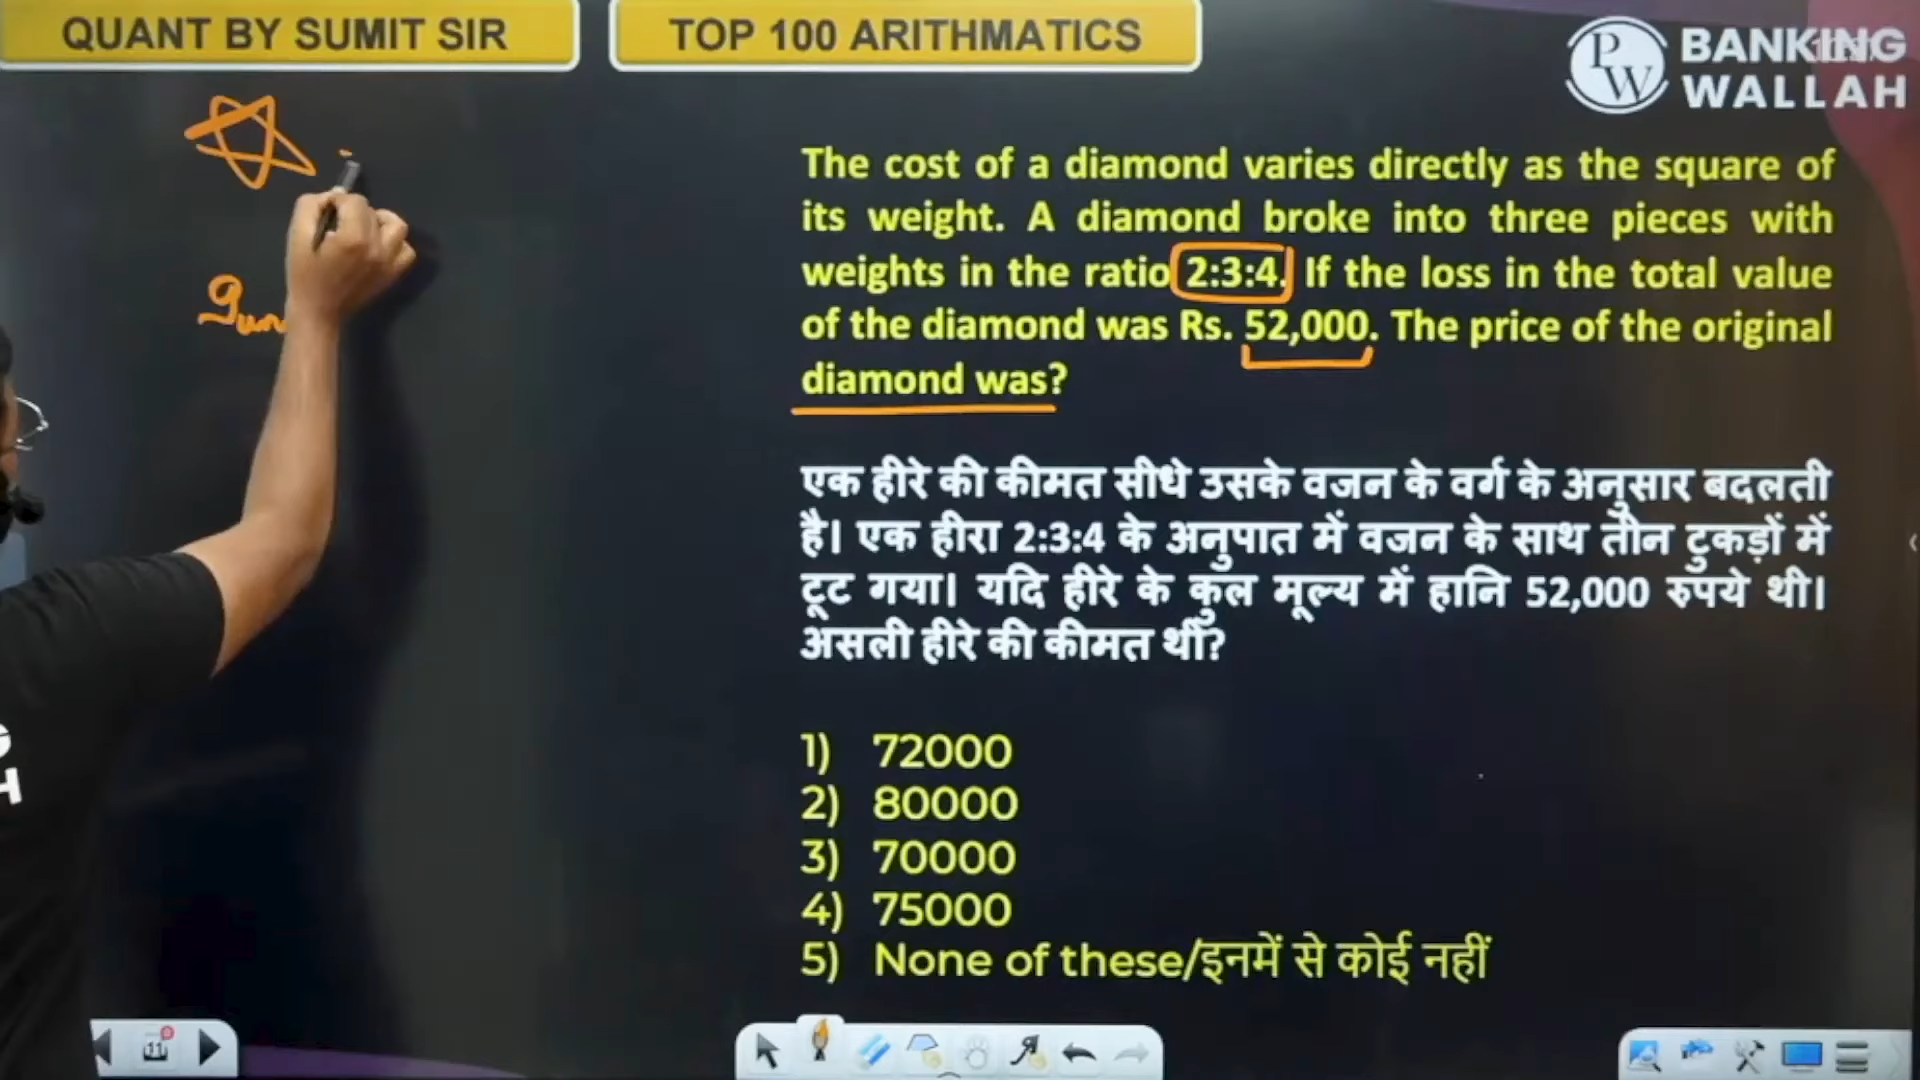 QUANT BY SUMIT SIR
TOP 100 ARITHMATICS
BANKING
WALLAH
The cost of a diamond varies directly as the square of
its weight. A diamond broke into three pieces with
weights in the ratio 2:3:4. If the loss in the total value
of the diamond was Rs. 52,000. The price of the original
diamond was?
एक हीरे की कीमत सीधे उसके वजन के वर्ग के अनुसार बदलती
है। एक हीरा 2:3:4 के अनुपात में वजन के साथ तीन टुकड़ों में
टूट गया। यदि हीरे के कुल मूल्य में हानि 52,000 रुपये थी।
असली हीरे की कीमत थी?
1) 72000
2) 80000
3) 70000
4) 75000
5) None of these/इनमें से कोई नहीं
11